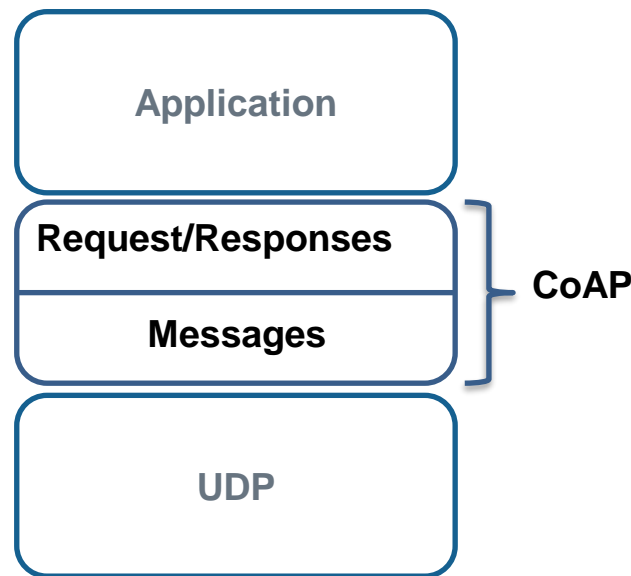 Application
Request/Responses
CoAP
Messages
UDP